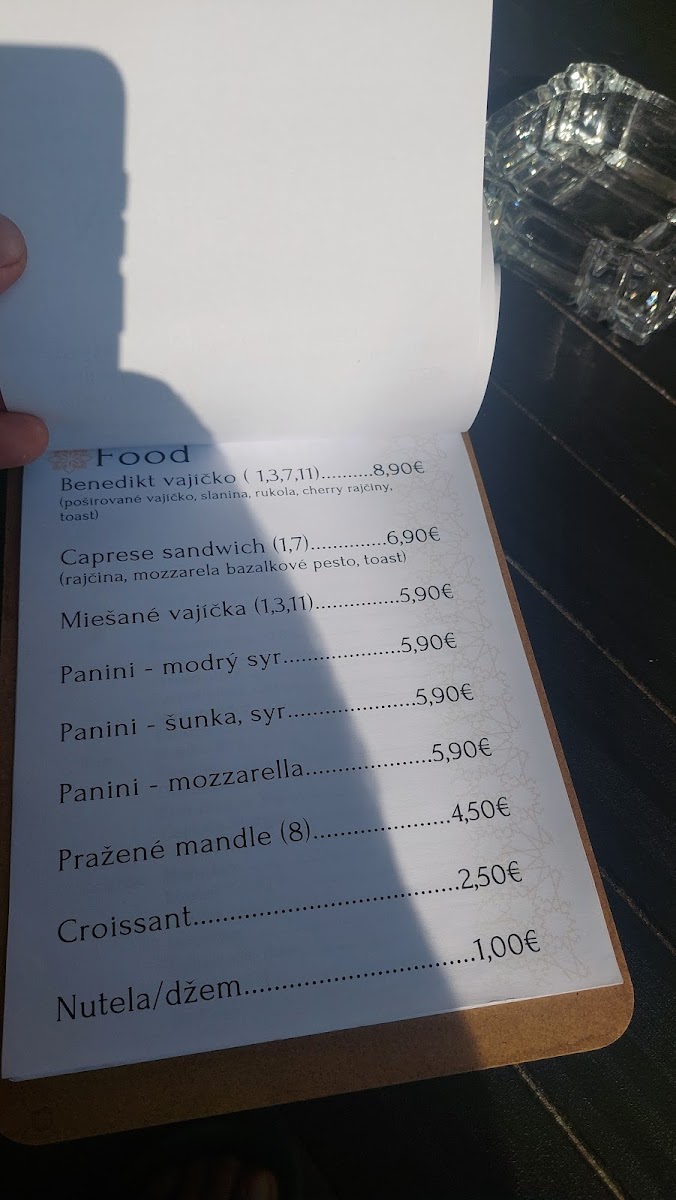 Food
Benedikt vajíčko ( 1,3,7,11)..........8,90€
(poširované vajíčko, slanina, rukola, cherry rajčiny,
toast)
Caprese sandwich (1,7)..............6,90€
(rajčina, mozzarela bazalkové pesto, toast)
Miešané vajíčka (1,3,11)................5,90€
Panini - modrý syr......................5,90€
Panini - šunka, syr.......................5,90€
Panini - mozzarella.....................5,90€
Pražené mandle (8).....................4,50€
Croissant.....................................2,50€
Nutela/džem................................1,00€